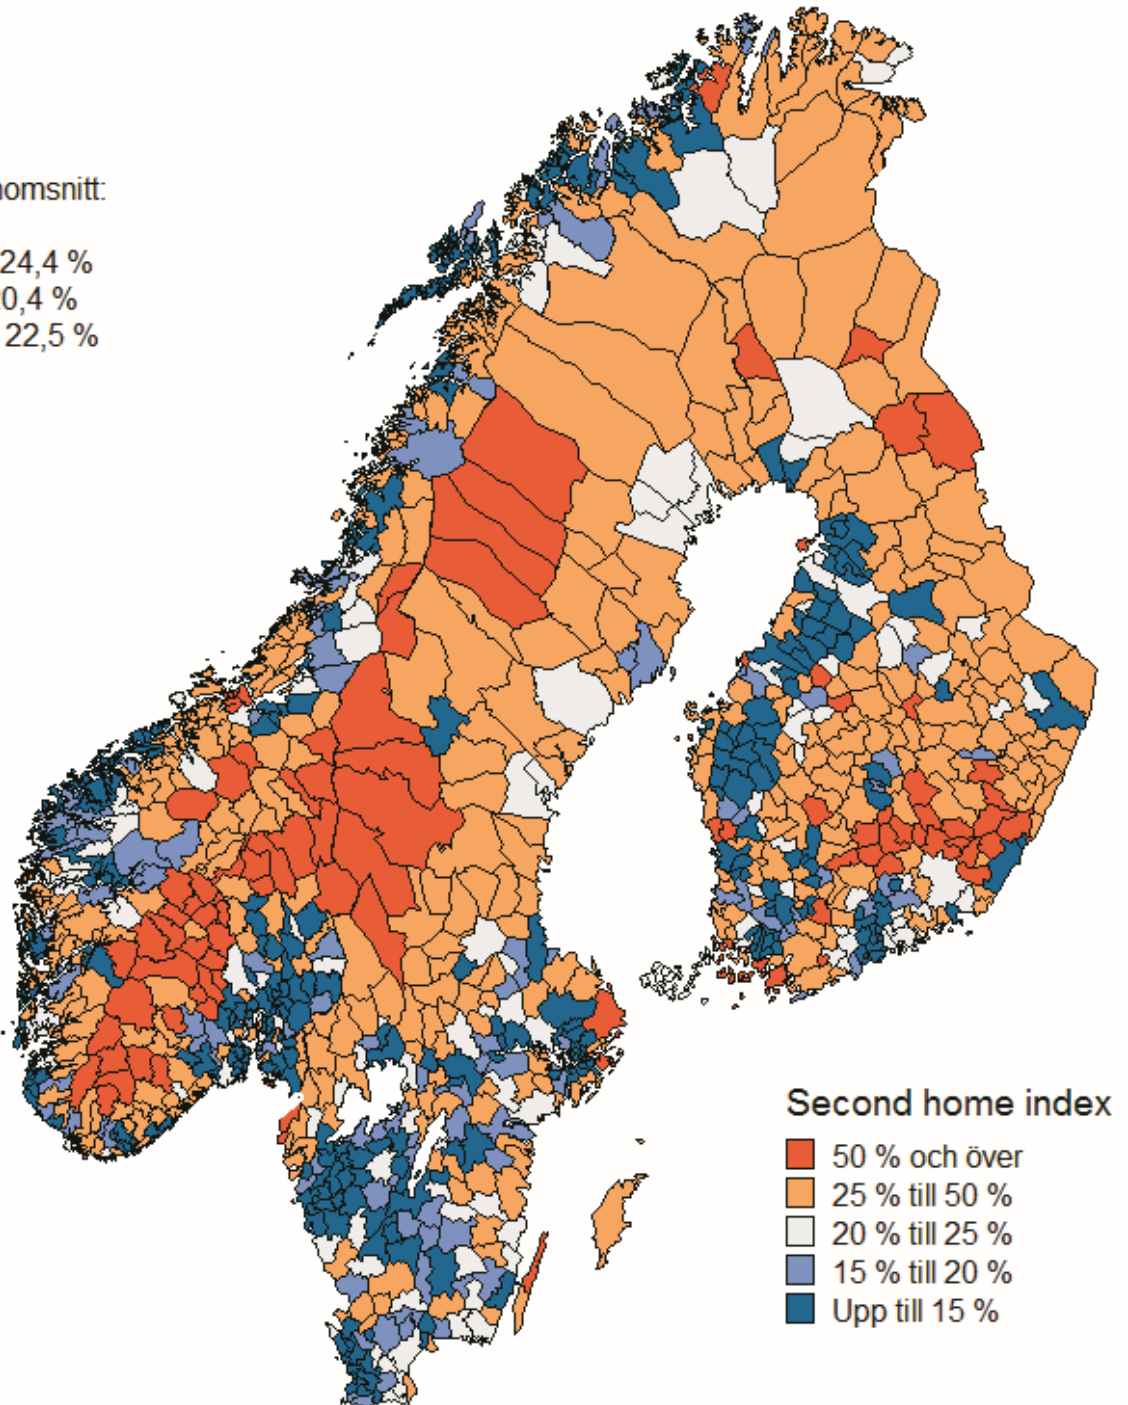 nomsnitt:
24,4 %
0,4 %
22,5 %
Second home index
50 % och över
25 % till 50 %
20 % till 25 %
15 % till 20 %
Upp till 15 %